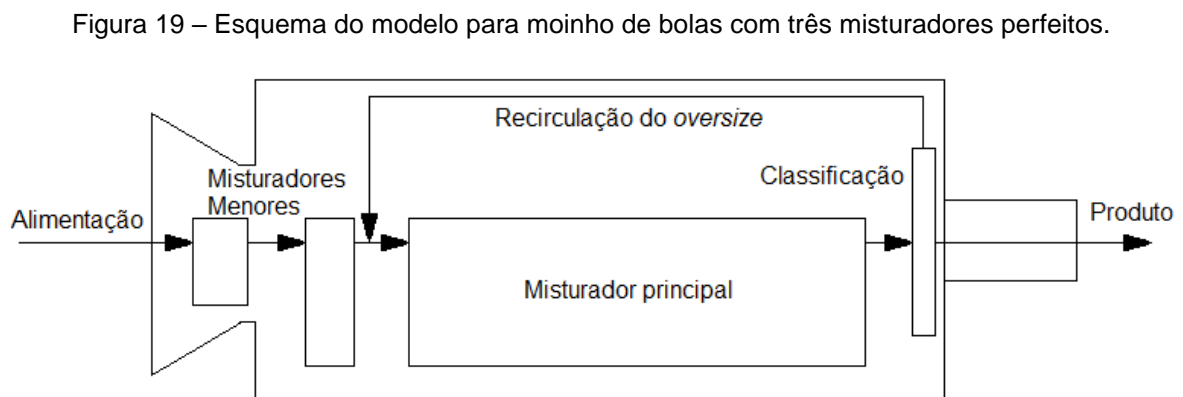 Figura 19 – Esquema do modelo para moinho de bolas com três misturadores perfeitos.
Recirculação do oversize
Misturadores
Menores
Classificação
Alimentação
Produto
Misturador principal